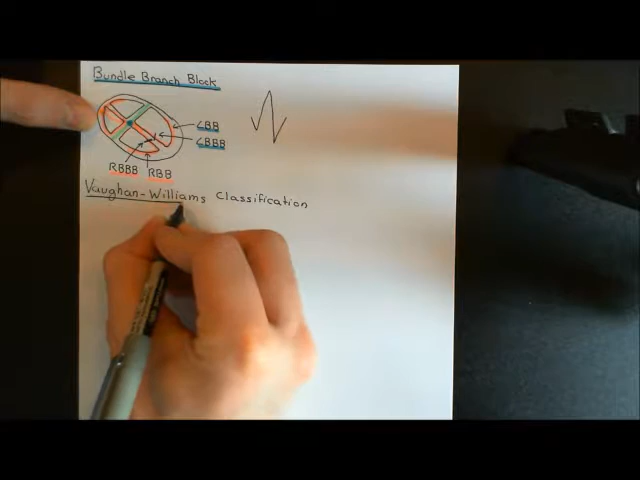 Bundle Branch Block
LBB
LBBB
RBBB RBB
Vaughan-Williams Classification